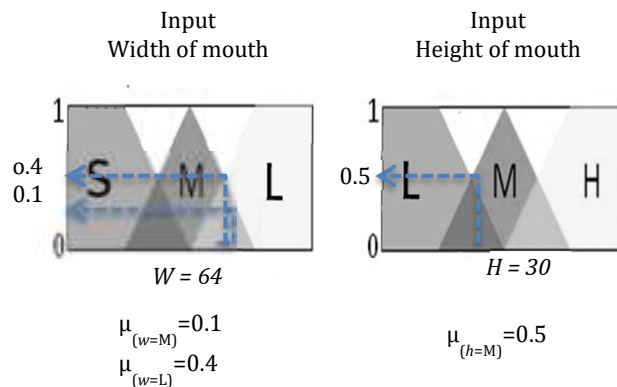 Input
Width of mouth
1
S
M
L
o.4
0.1
0
W = 64
μ(w=M)=0.1
μ(w=L)=0.4
Input
Height of mouth
1
L
M
H
0.5
0
H = 30
μ(h=M)=0.5